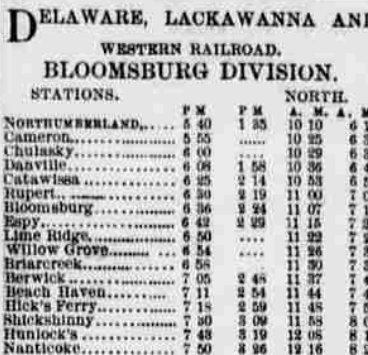 DELAWARE, LACKAWANNA AND
WESTERN RAILROAD.
BLOOMSBURG DIVISION.
STATIONS. NORTH.
P M P M A. M. A. M
NORTHUMBERLAND, 5 40 1 35 10 10
Cameron 5 55 ..... 10 25
Chulasky 6 00 ..... 10 29
Danville 6 08 1 58 10 36
Catawissa 6 25 2 14 10 53
Rupert 6 30 2 19 11 00
Bloomsburg 6 36 2 24 11 07
Espy 6 42 2 29 11 15
Lime Ridge 6 50 .... 11 22
Willow Grove 6 54 .... 11 26
Briarcreek 6 58 11 30
Berwick 7 05 2 48 11 37
Beach Haven 7 11 2 54 11 44
Hick's Ferry 7 18 2 59 11 48
Shickshinny 7 30 3 09 11 58
Hunlock's 7 43 3 19 12 08
Nanticoke 7 50 3 26 12 16